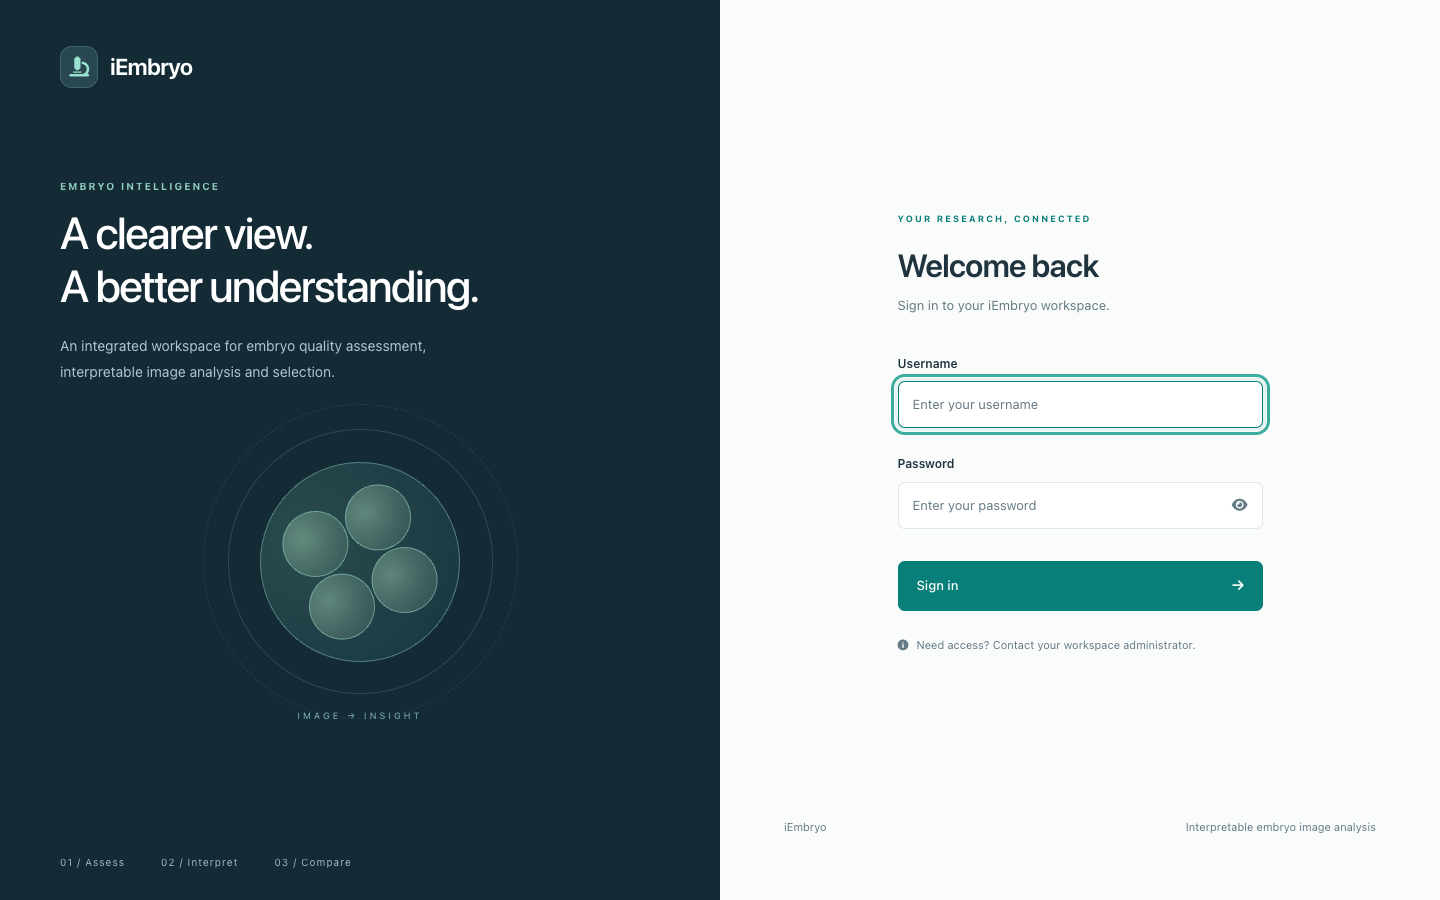 iEmbryo
EMBRYO INTELLIGENCE
A clearer view.
A better understanding.
An integrated workspace for embryo quality assessment,
interpretable image analysis and selection.
IMAGE → INSIGHT
01 / Assess
02 / Interpret
03 / Compare
YOUR RESEARCH, CONNECTED
Welcome back
Sign in to your iEmbryo workspace.
Username
Enter your username
Password
Enter your password
Sign in →
Need access? Contact your workspace administrator.
iEmbryo
Interpretable embryo image analysis